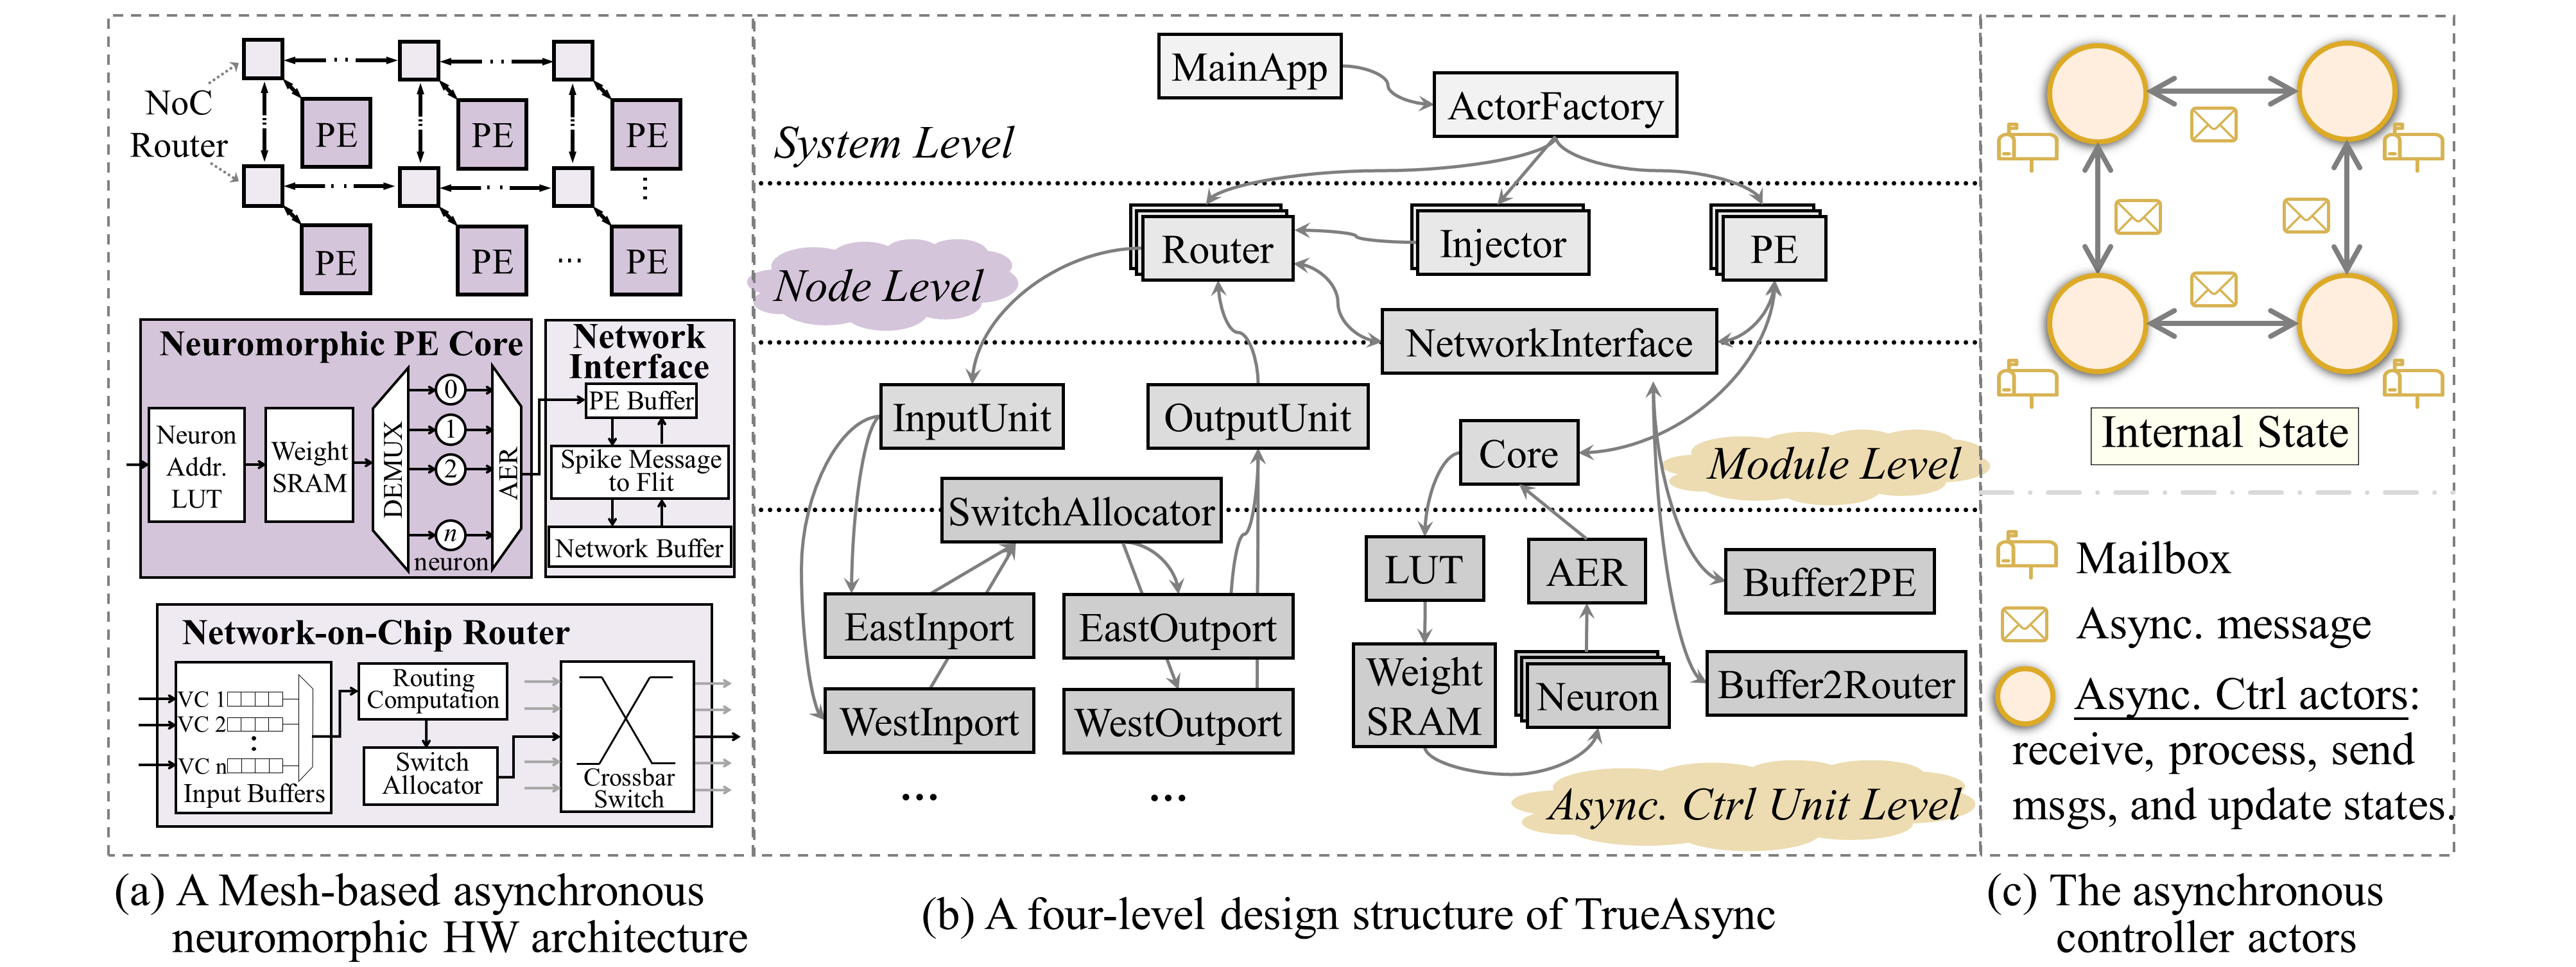 NoC
Router
PE
PE
PE
PE
PE
PE
...
Neuromorphic PE Core
Neuron
Addr.
LUT
Weight
SRAM
DEMUX
0
1
2
n
neuron
AER
Network
Interface
PE Buffer
Spike Message
to Flit
Network Buffer
Network-on-Chip Router
VC 1
VC 2
VC n
Input Buffers
Routing
Computation
Switch
Allocator
Crossbar
Switch
(a) A Mesh-based asynchronous
neuromorphic HW architecture
MainApp
ActorFactory
System Level
Router
Injector
PE
Node Level
NetworkInterface
InputUnit
OutputUnit
Core
Module Level
SwitchAllocator
LUT
AER
Buffer2PE
EastInport
EastOutport
Weight
SRAM
Neuron
Buffer2Router
WestInport
WestOutport
...
...
Async. Ctrl Unit Level
(b) A four-level design structure of TrueAsync
Internal State
Mailbox
Async. message
Async. Ctrl actors:
receive, process, send
msgs, and update states.
(c) The asynchronous
controller actors